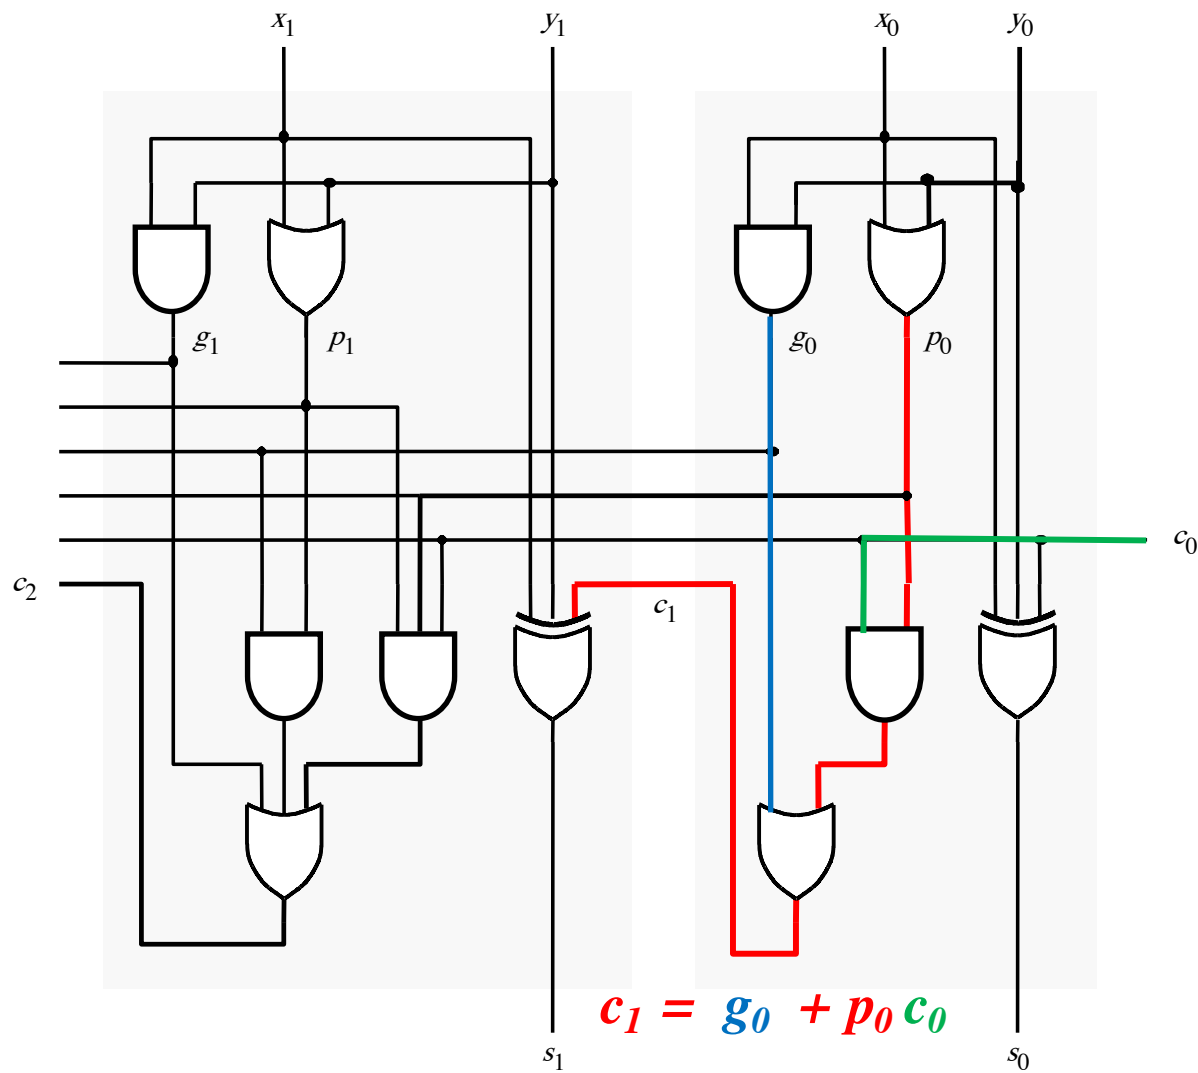 x₁ y₁ x₀ y₀
g₁ p₁ g₀ p₀
c₀
c₂ c₁
c₁ = g₀ + p₀ c₀
s₁ s₀